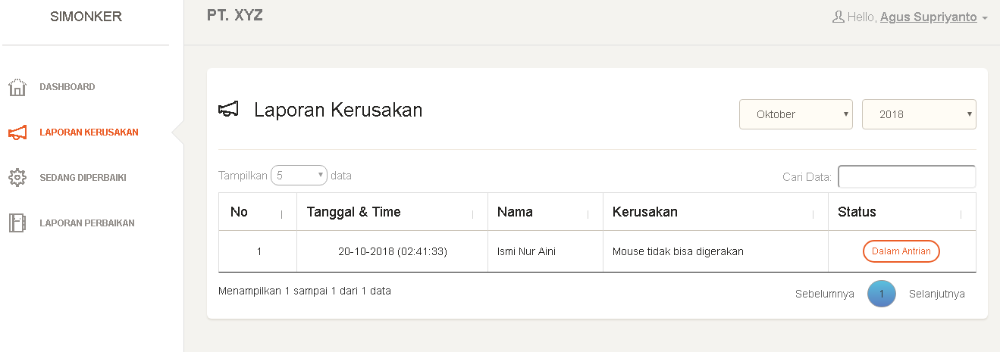 SIMONKER
PT. XYZ
Hello, Agus Supriyanto
DASHBOARD
LAPORAN KERUSAKAN
SEDANG DIPERBAIKI
LAPORAN PERBAIKAN
Laporan Kerusakan
Oktober
2018
Tampilkan 5 data
Cari Data:
No Tanggal & Time Nama Kerusakan Status
1 20-10-2018 (02:41:33) Ismi Nur Aini Mouse tidak bisa digerakan Dalam Antrian
Menampilkan 1 sampai 1 dari 1 data
Sebelumnya 1 Selanjutnya